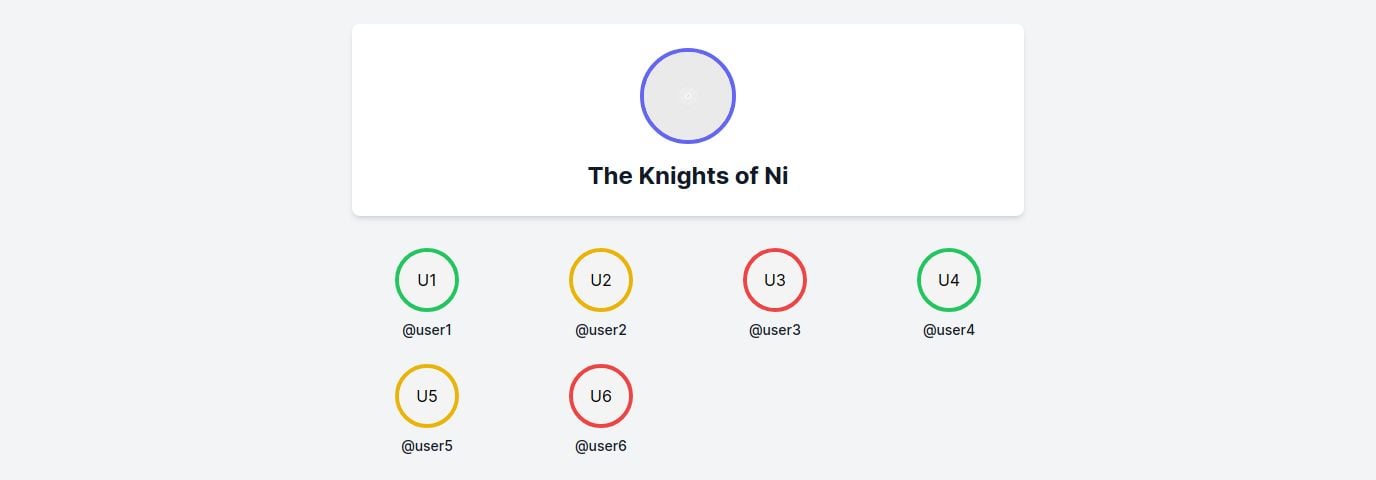 The Knights of Ni
U1
U2
U3
U4
@user1
@user2
@user3
@user4
U5
U6
@user5
@user6